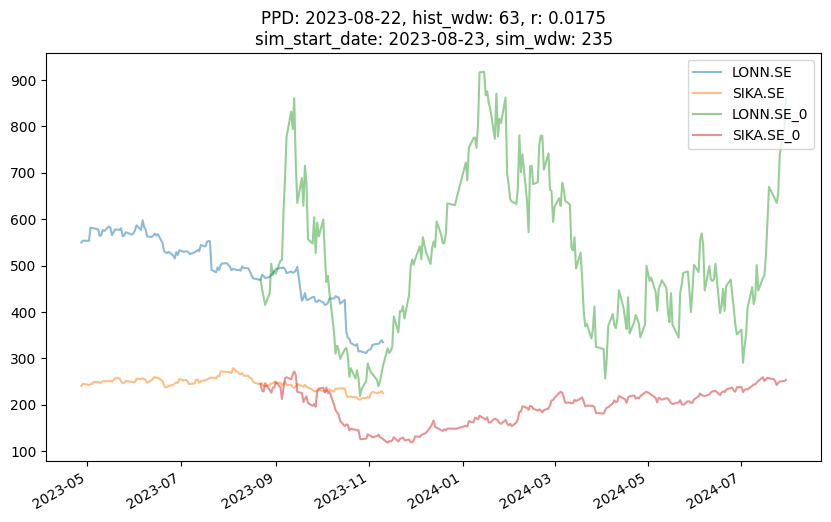 PPD: 2023-08-22, hist_wdw: 63, r: 0.0175
sim_start_date: 2023-08-23, sim_wdw: 235
LONN.SE
SIKA.SE
LONN.SE_0
SIKA.SE_0
900
800
700
600
500
400
300
200
100
2023-05
2023-07
2023-09
2023-11
2024-01
2024-03
2024-05
2024-07